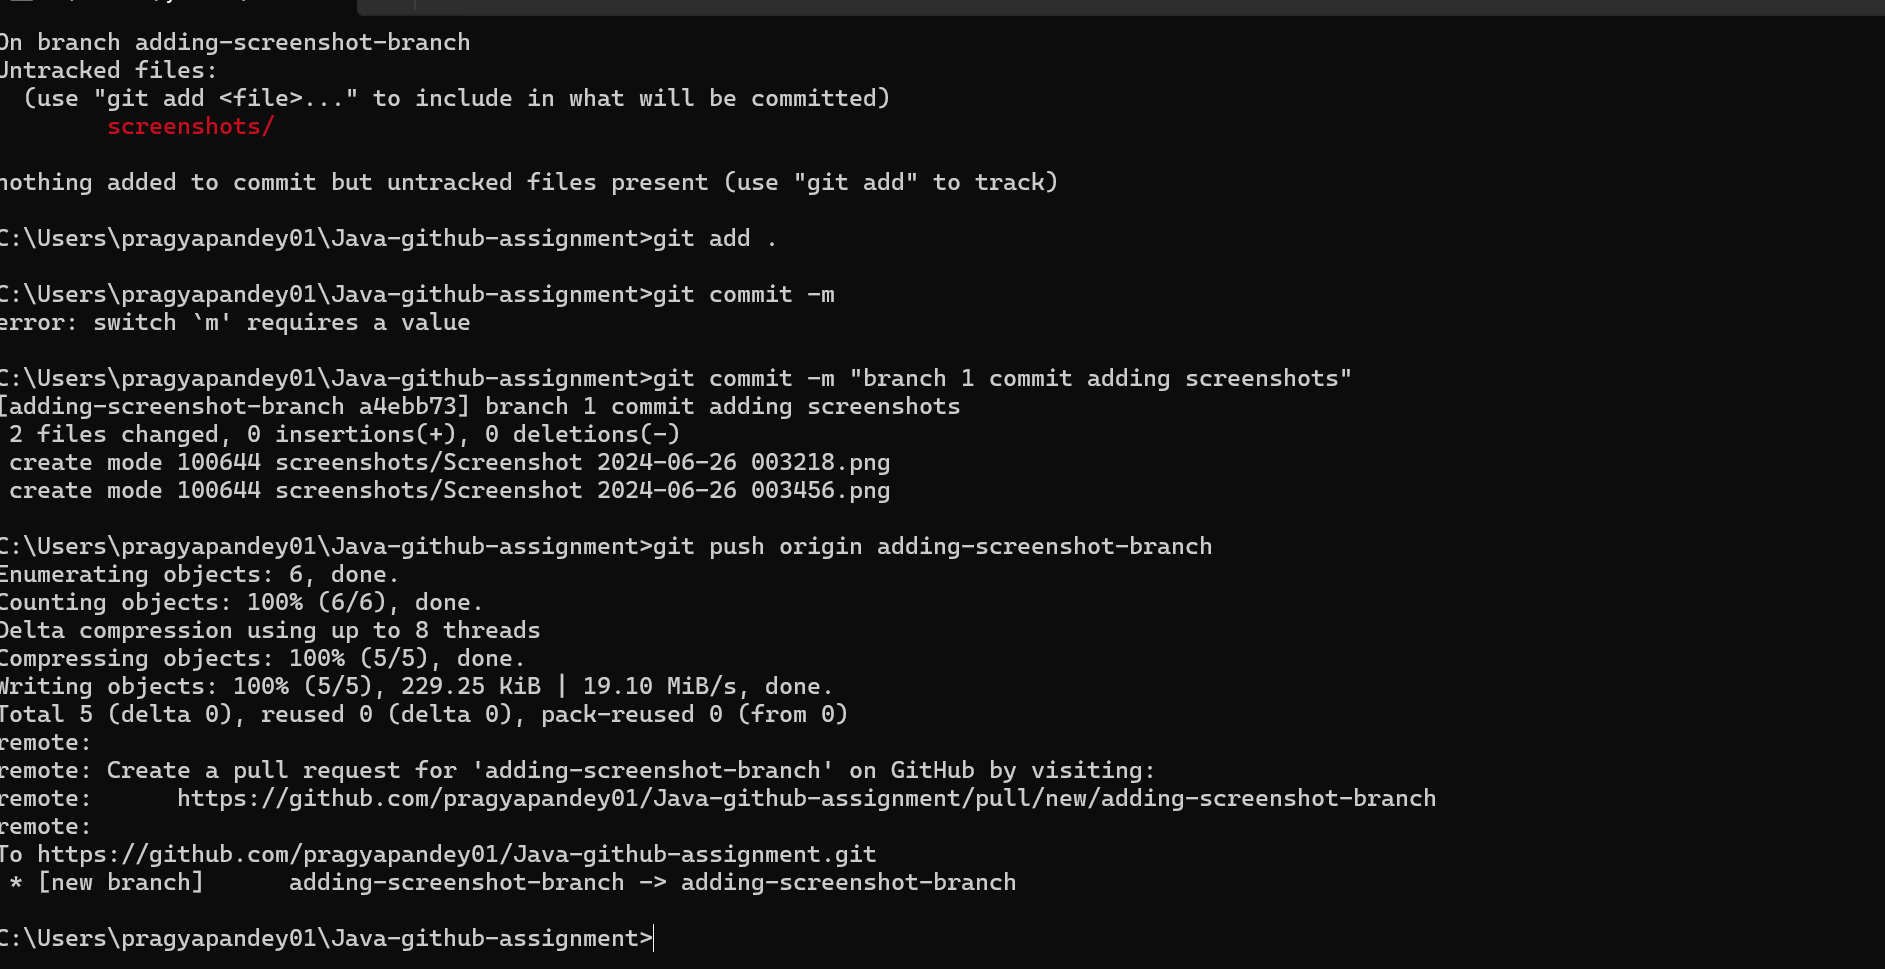 On branch adding-screenshot-branch
Untracked files:
  (use "git add <file>..." to include in what will be committed)
        screenshots/

nothing added to commit but untracked files present (use "git add" to track)

C:\Users\pragyapandey01\Java-github-assignment>git add .

C:\Users\pragyapandey01\Java-github-assignment>git commit -m
error: switch `m' requires a value

C:\Users\pragyapandey01\Java-github-assignment>git commit -m "branch 1 commit adding screenshots"
[adding-screenshot-branch a4ebb73] branch 1 commit adding screenshots
 2 files changed, 0 insertions(+), 0 deletions(-)
 create mode 100644 screenshots/Screenshot 2024-06-26 003218.png
 create mode 100644 screenshots/Screenshot 2024-06-26 003456.png

C:\Users\pragyapandey01\Java-github-assignment>git push origin adding-screenshot-branch
Enumerating objects: 6, done.
Counting objects: 100% (6/6), done.
Delta compression using up to 8 threads
Compressing objects: 100% (5/5), done.
Writing objects: 100% (5/5), 229.25 KiB | 19.10 MiB/s, done.
Total 5 (delta 0), reused 0 (delta 0), pack-reused 0 (from 0)
remote:
remote: Create a pull request for 'adding-screenshot-branch' on GitHub by visiting:
remote:      https://github.com/pragyapandey01/Java-github-assignment/pull/new/adding-screenshot-branch
remote:
To https://github.com/pragyapandey01/Java-github-assignment.git
 * [new branch]      adding-screenshot-branch -> adding-screenshot-branch

C:\Users\pragyapandey01\Java-github-assignment>